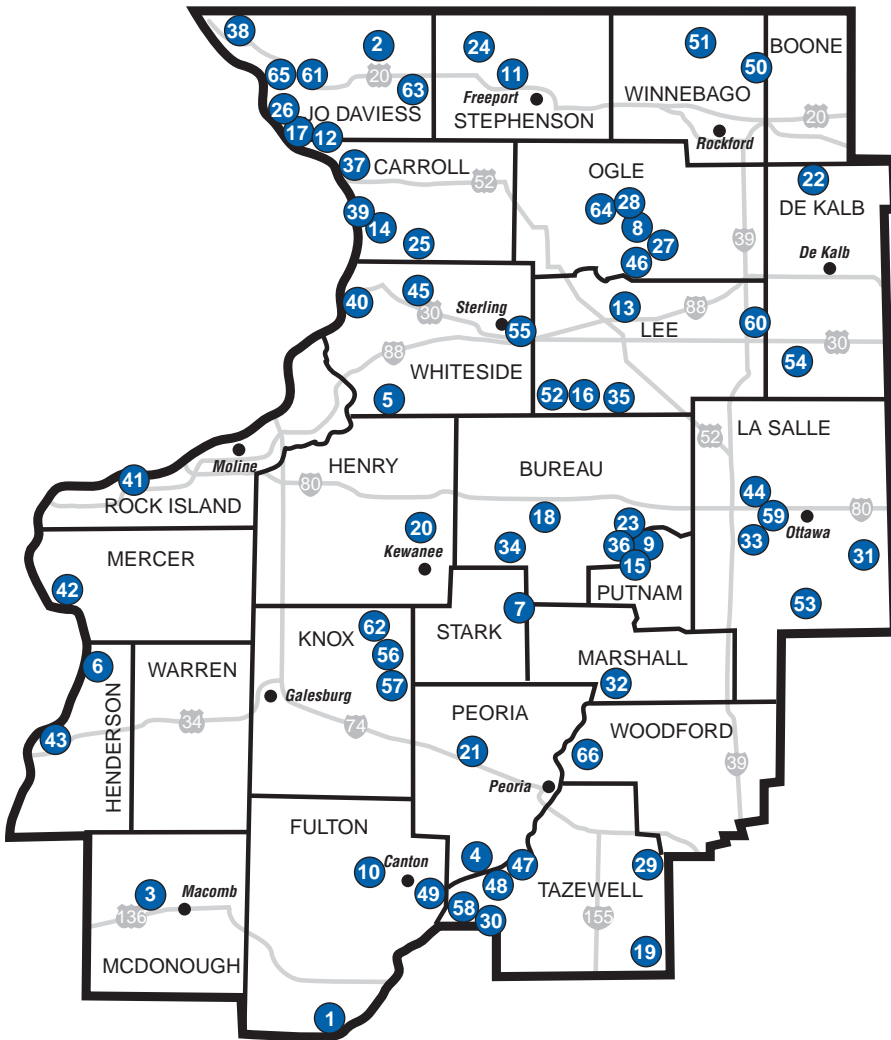 38
2
24
51
50
BOONE
65
61
20
11
63
Freeport
WINNEBAGO
26
JO DAVIESS
STEPHENSON
20
17
12
Rockford
37
CARROLL
52
OGLE
22
DE KALB
39
14
25
64
28
8
27
46
39
De Kalb
40
45
30
Sterling
55
13
88
LEE
60
30
54
88
WHITESIDE
5
52
16
35
52
LA SALLE
Moline
HENRY
BUREAU
41
80
ROCK ISLAND
44
80
59
Ottawa
33
31
20
Kewanee
18
34
23
36
9
15
PUTNAM
53
MERCER
42
7
STARK
62
KNOX
56
57
MARSHALL
32
6
WARREN
Galesburg
HENDERSON
34
43
74
PEORIA
21
Peoria
WOODFORD
66
39
FULTON
10
Canton
49
4
47
48
58
30
TAZEWELL
29
155
19
3
Macomb
136
MCDONOUGH
1